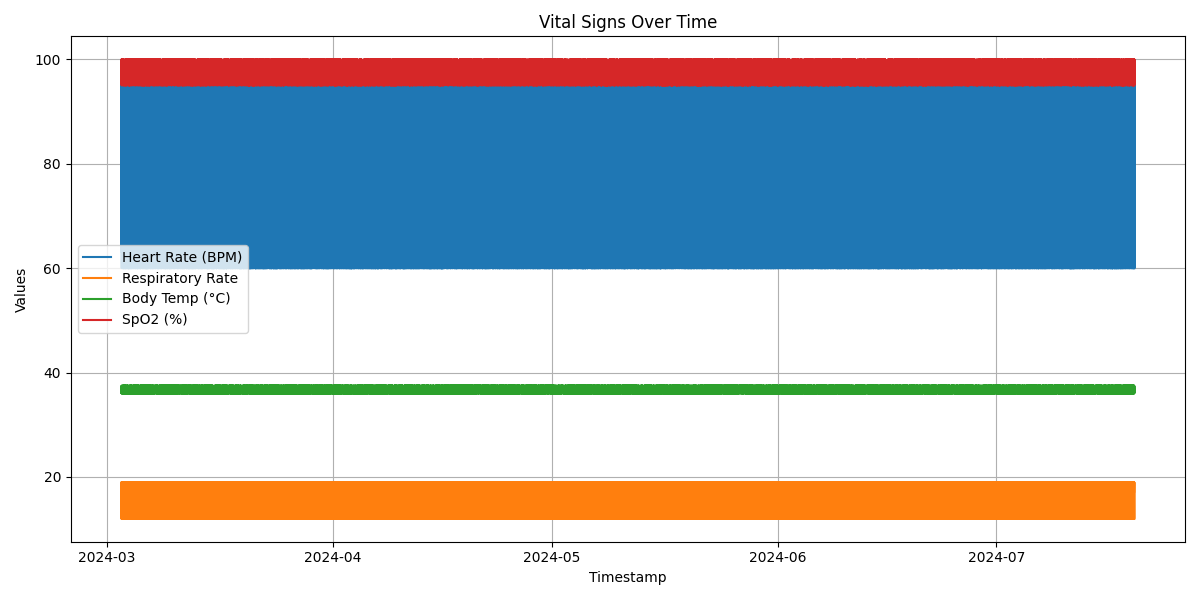 Vital Signs Over Time
100
80
60
40
20
Values
Heart Rate (BPM)
Respiratory Rate
Body Temp (°C)
SpO2 (%)
2024-03 2024-04 2024-05 2024-06 2024-07
Timestamp